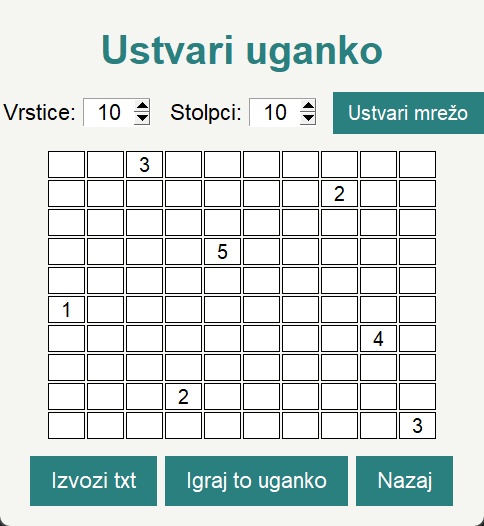 Ustvari uganko
Vrstice: 10 Stolpci: 10 Ustvari mrežo
3
2
5
1
4
2
3
Izvozi txt Igraj to uganko Nazaj